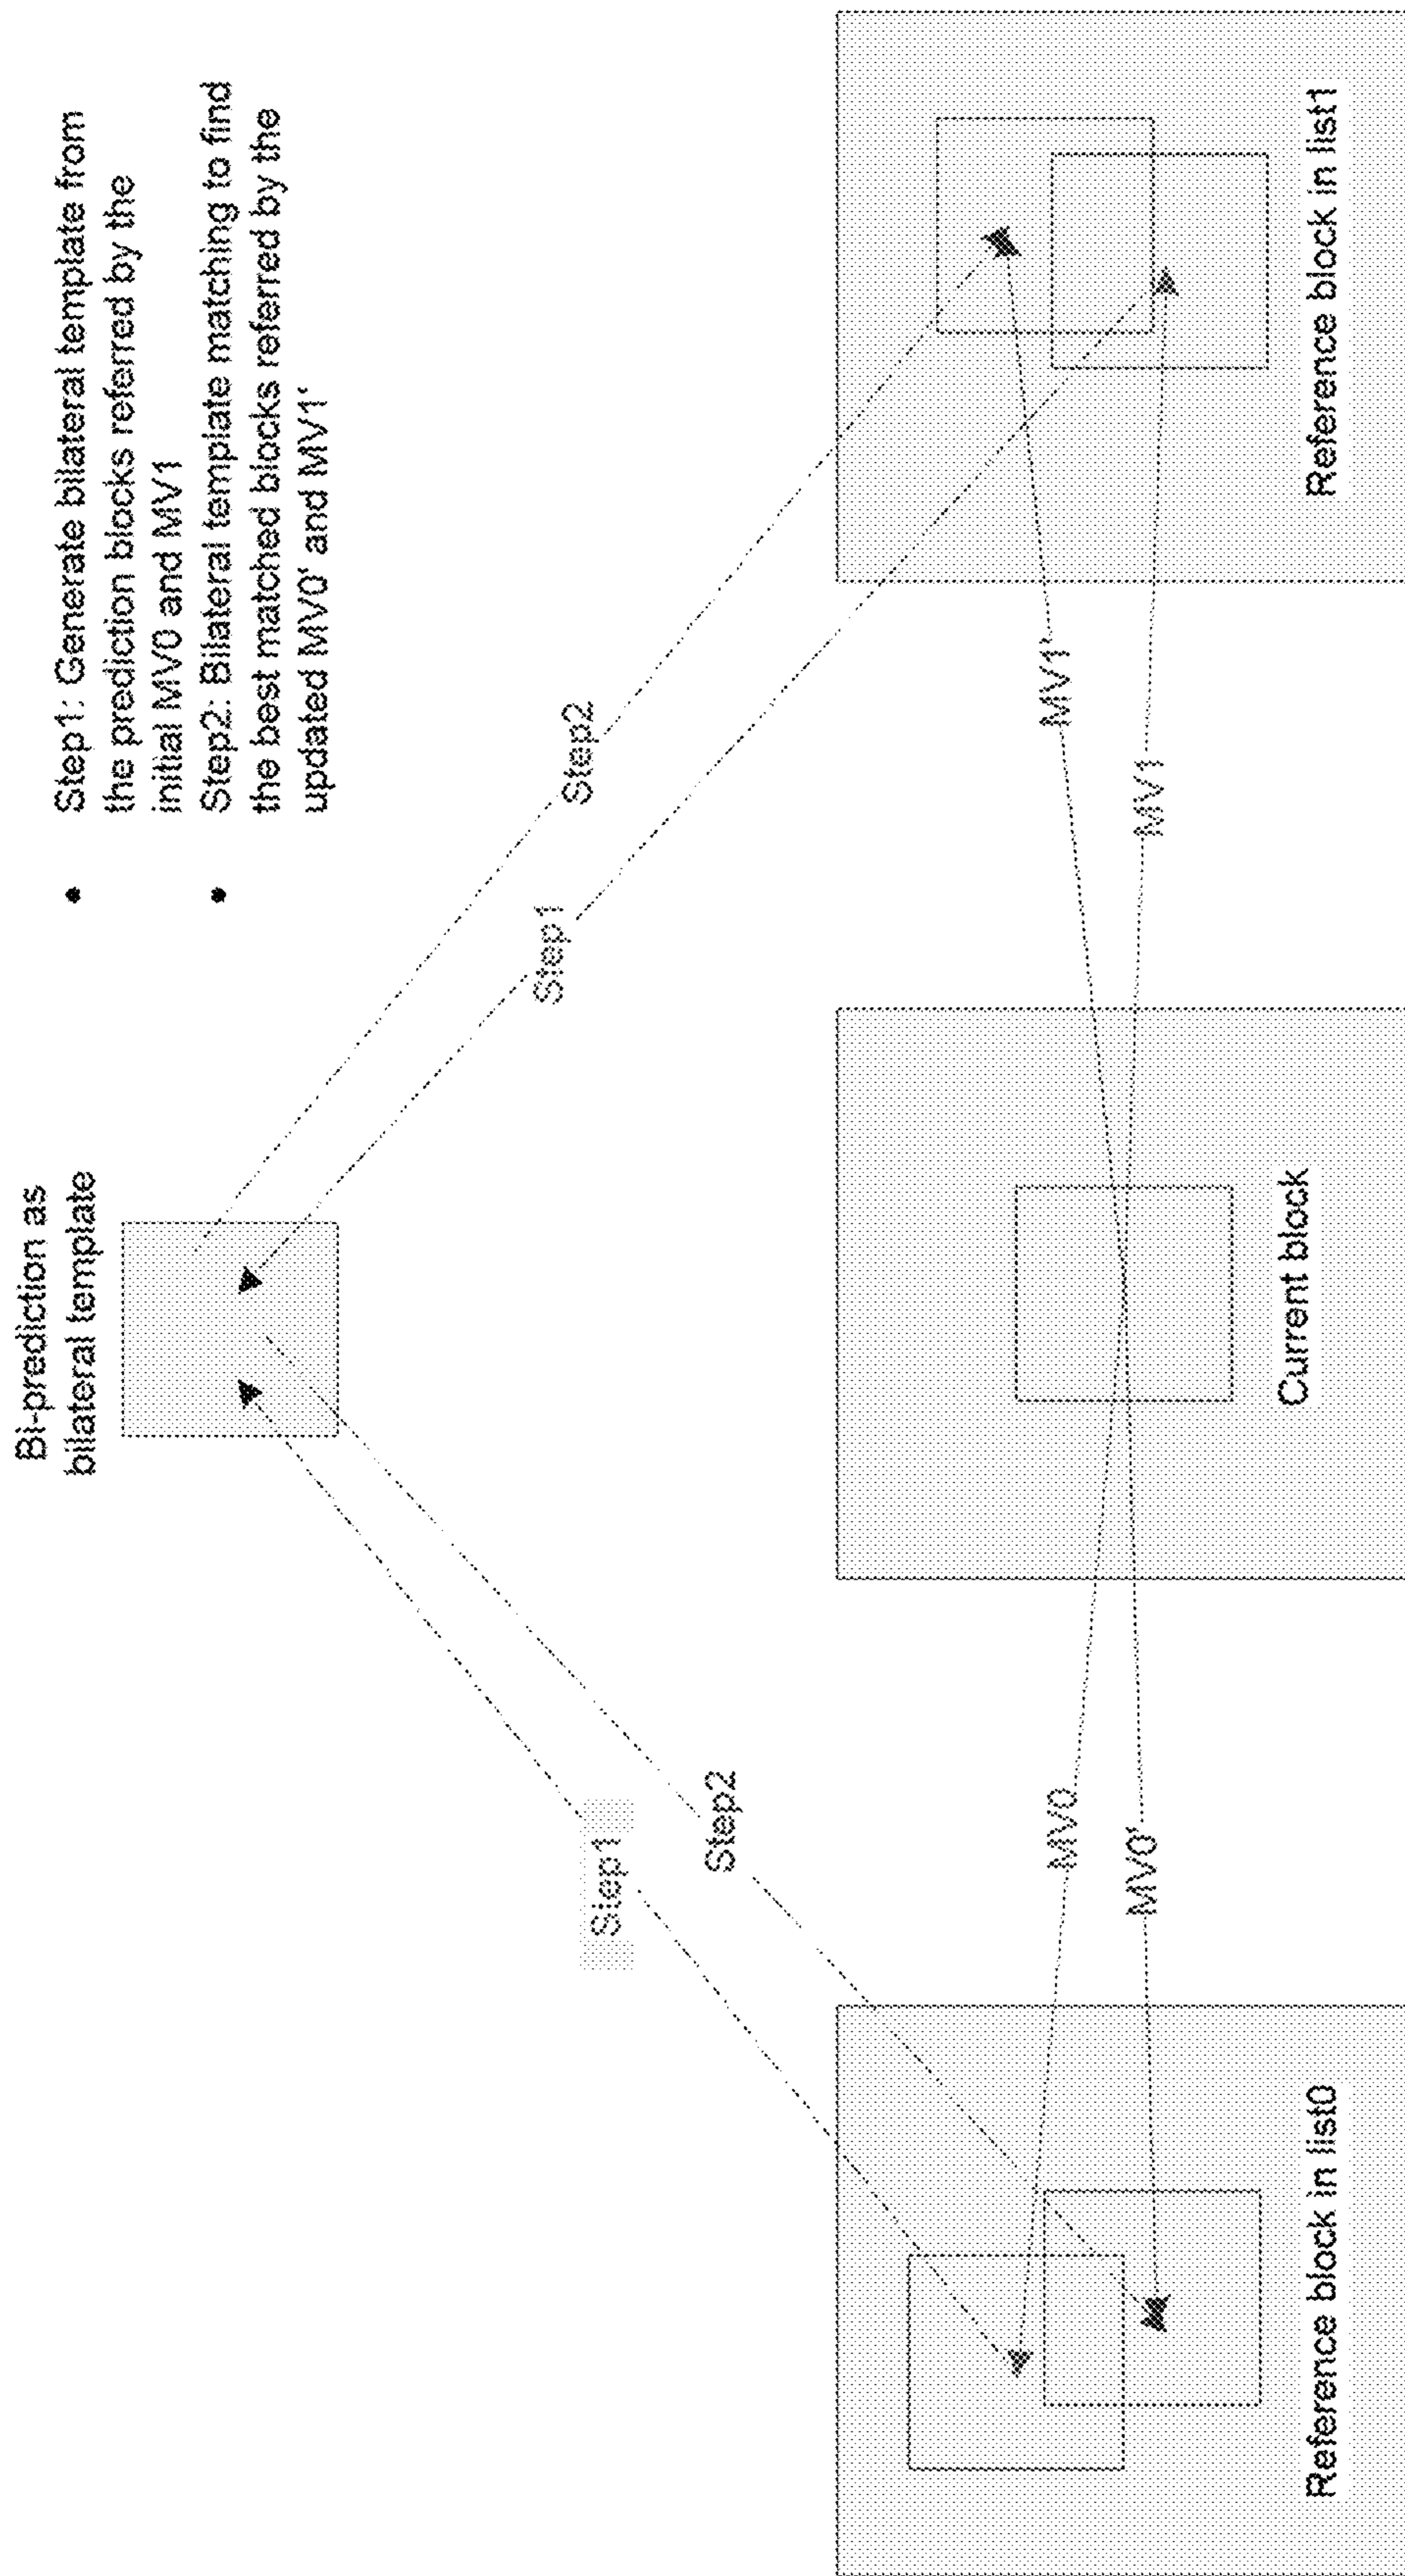 Bi-prediction as
bilateral template
• Step1: Generate bilateral template from
the prediction blocks referred by the
initial MV0 and MV1
• Step2: Bilateral template matching to find
the best matched blocks referred by the
updated MV0' and MV1'
Step1
Step2
Step1
Step2
MV0
MV0'
MV1'
MV1
Reference block in list0
Current block
Reference block in list1